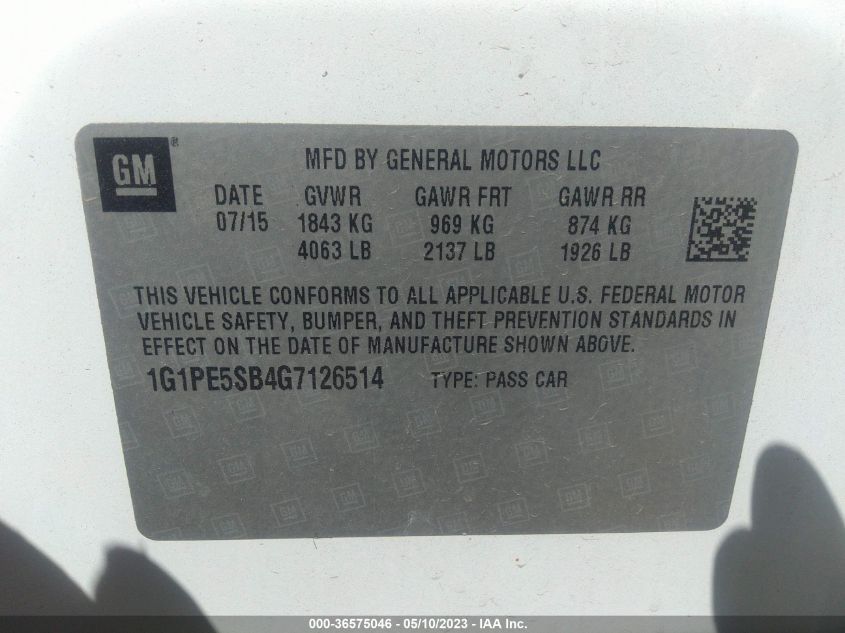 GM®
MFD BY GENERAL MOTORS LLC
DATE GVWR GAWR FRT GAWR RR
07/15 1843 KG 969 KG 874 KG
4063 LB 2137 LB 1926 LB
THIS VEHICLE CONFORMS TO ALL APPLICABLE U.S. FEDERAL MOTOR
VEHICLE SAFETY, BUMPER, AND THEFT PREVENTION STANDARDS IN
EFFECT ON THE DATE OF MANUFACTURE SHOWN ABOVE.
1G1PE5SB4G7126514 TYPE: PASS CAR
000-36575046 - 05/10/2023 - IAA Inc.